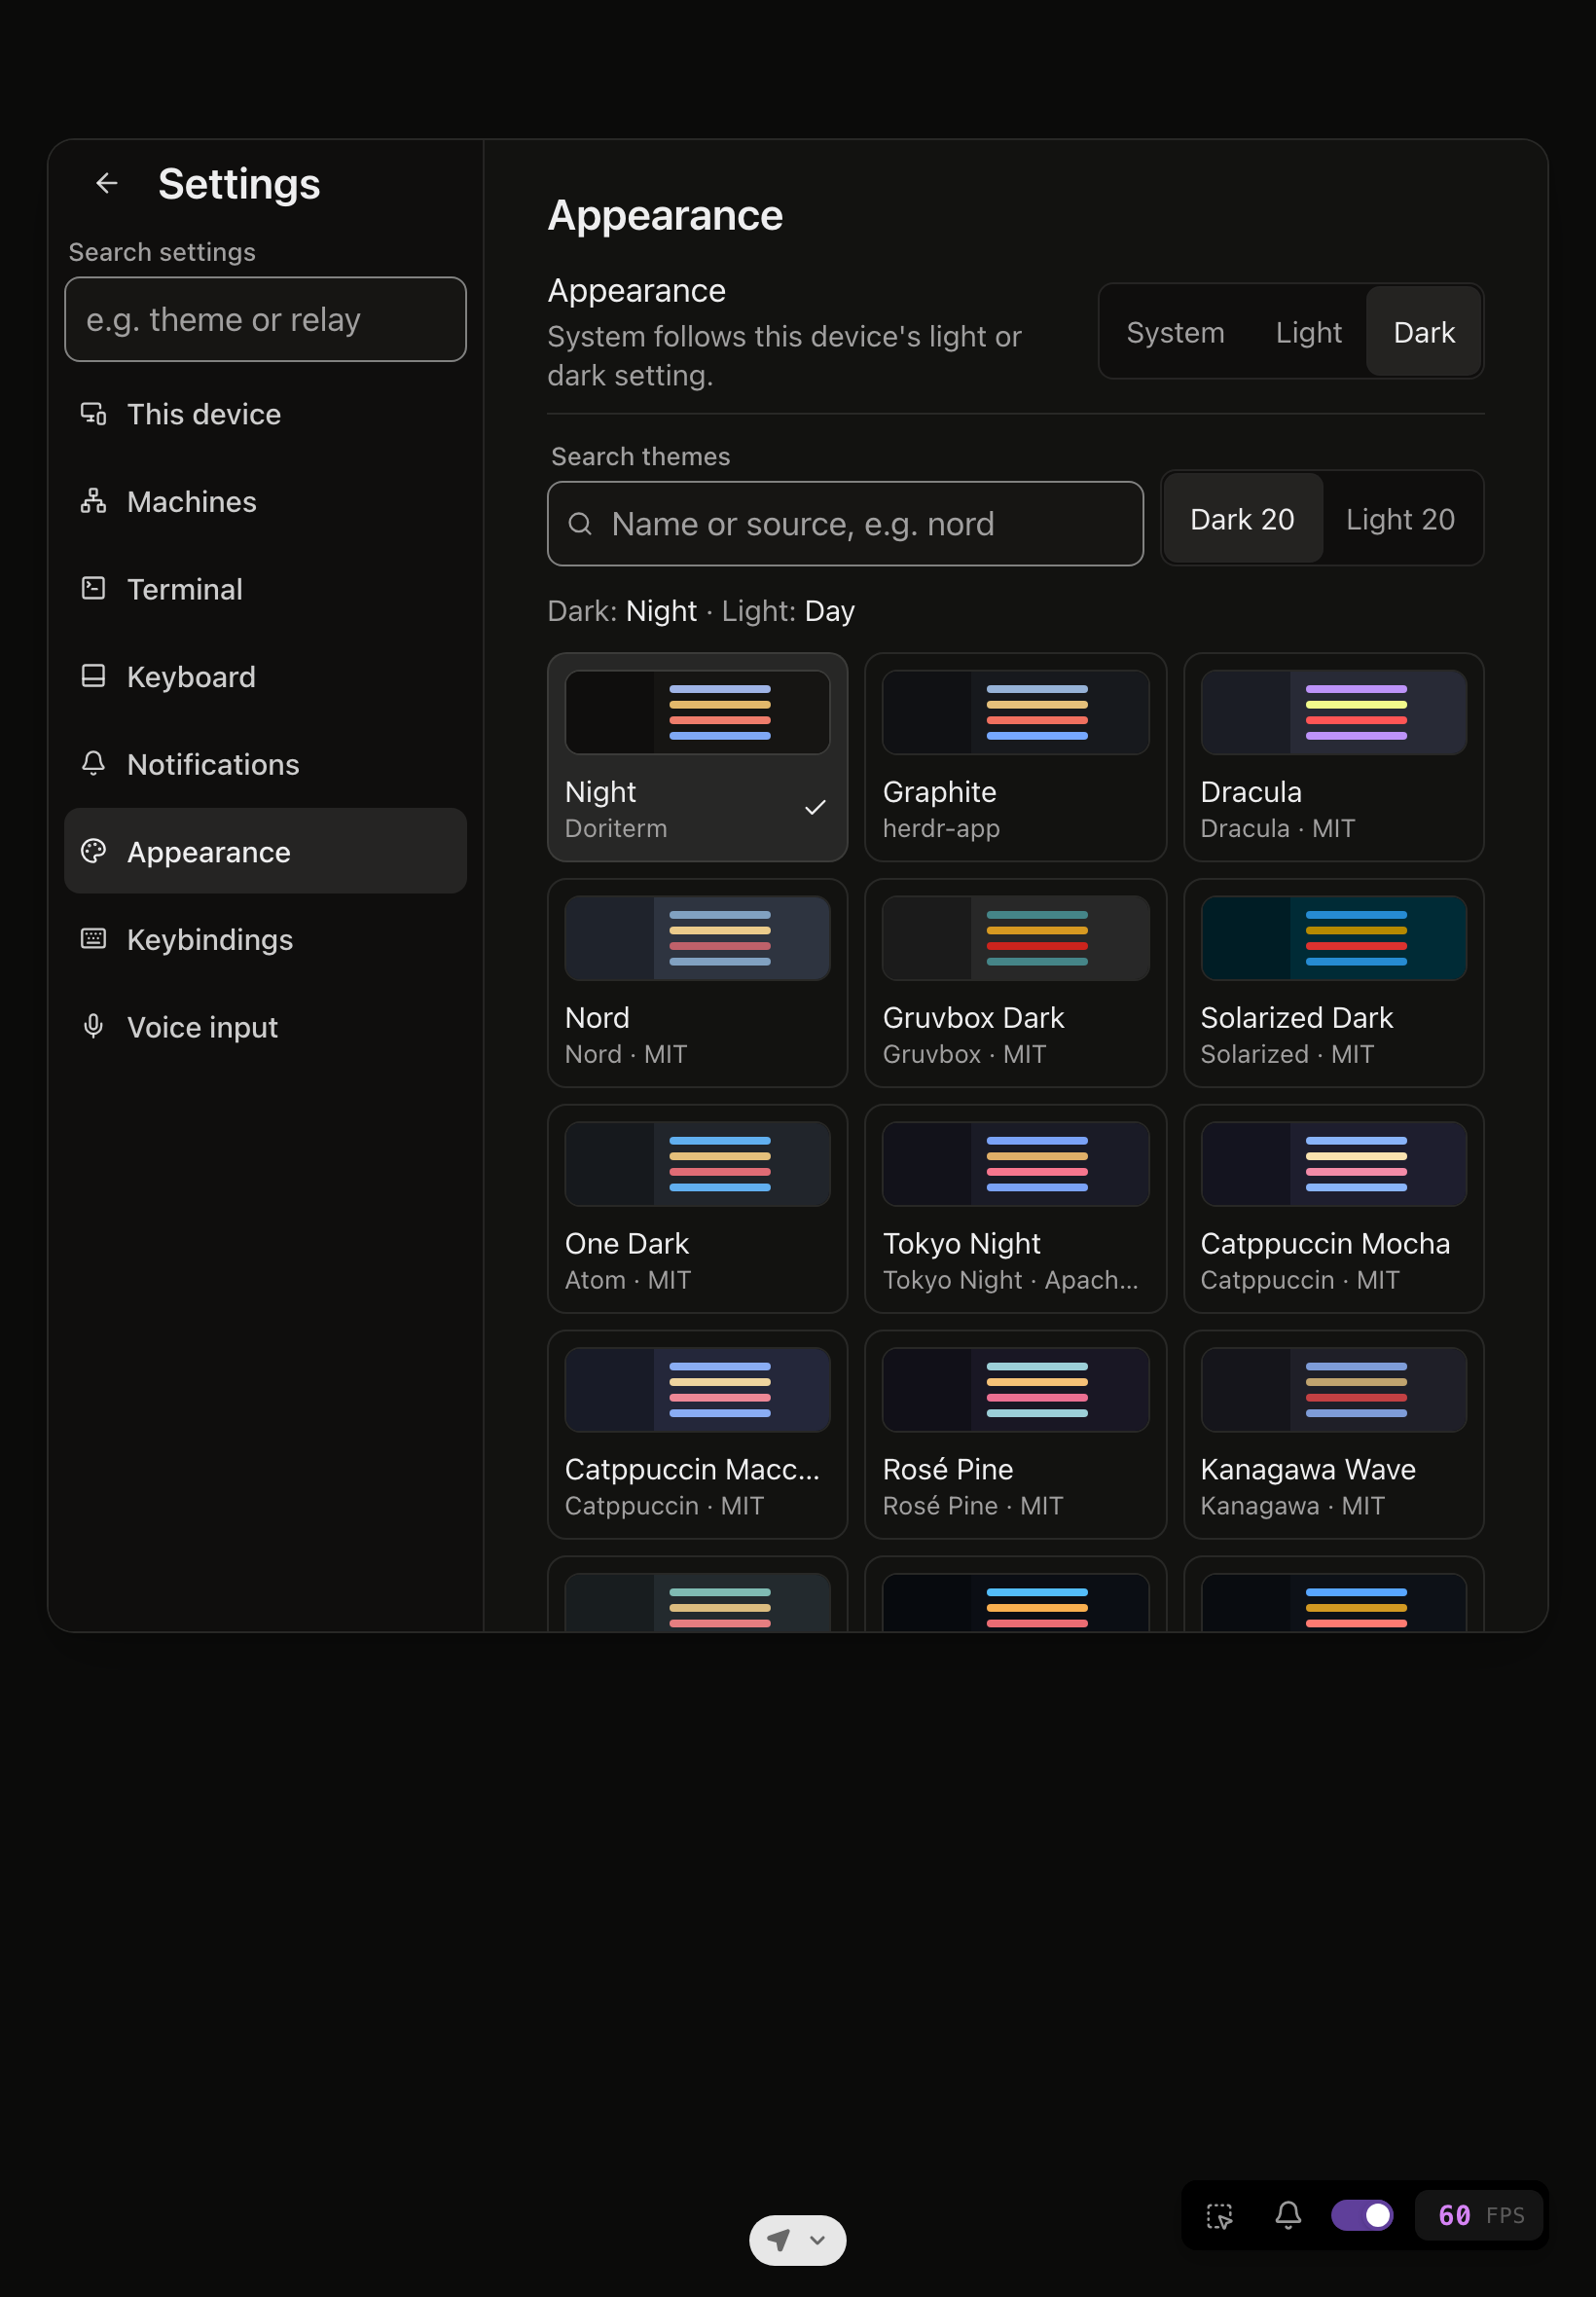 Settings
Search settings
e.g. theme or relay
This device
Machines
Terminal
Keyboard
Notifications
Appearance
Keybindings
Voice input
Appearance
Appearance
System follows this device's light or
dark setting.
System Light Dark
Search themes
Name or source, e.g. nord
Dark 20 Light 20
Dark: Night · Light: Day
Night
Doriterm
Graphite
herdr-app
Dracula
Dracula · MIT
Nord
Nord · MIT
Gruvbox Dark
Gruvbox · MIT
Solarized Dark
Solarized · MIT
One Dark
Atom · MIT
Tokyo Night
Tokyo Night · Apach...
Catppuccin Mocha
Catppuccin · MIT
Catppuccin Macc...
Catppuccin · MIT
Rosé Pine
Rosé Pine · MIT
Kanagawa Wave
Kanagawa · MIT
60 FPS